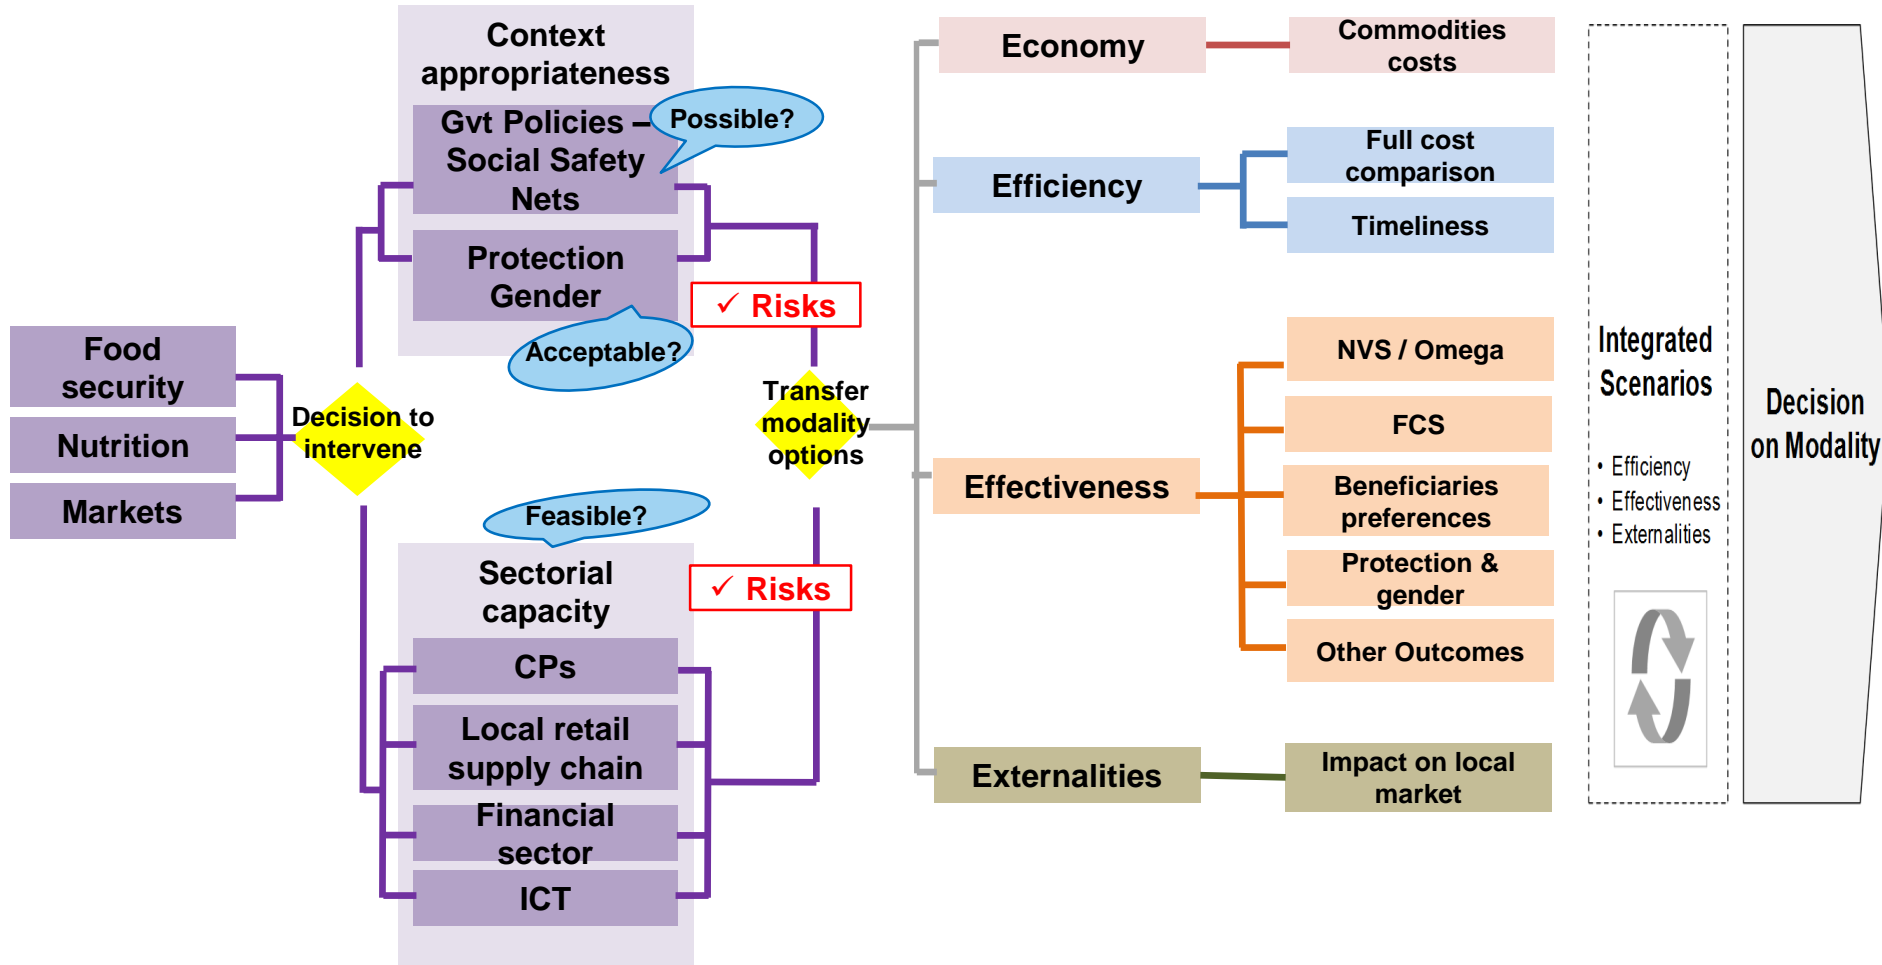 Food
security
Nutrition
Markets
Decision to
intervene
Context
appropriateness
Gvt Policies –
Social Safety
Nets
Possible?
Protection
Gender
Acceptable?
✓ Risks
Feasible?
Sectorial
capacity
✓ Risks
CPs
Local retail
supply chain
Financial
sector
ICT
Transfer
modality
options
Economy
Commodities
costs
Efficiency
Full cost
comparison
Timeliness
Effectiveness
NVS / Omega
FCS
Beneficiaries
preferences
Protection &
gender
Other Outcomes
Externalities
Impact on local
market
Integrated
Scenarios
• Efficiency
• Effectiveness
• Externalities
Decision
on Modality